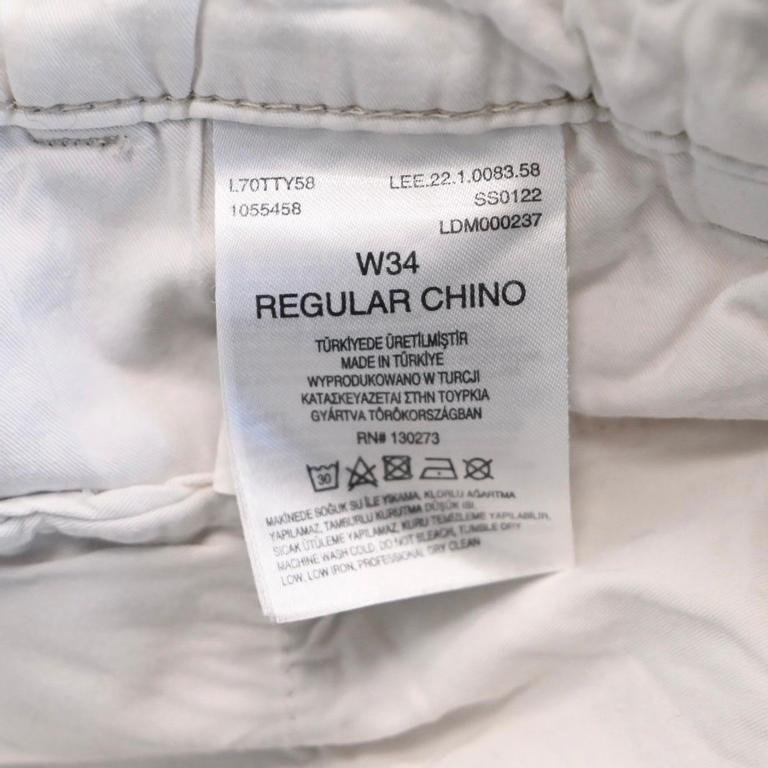 L70TTY58 LEE.22.1.0083.58
1055458 SS0122
LDM000237
W34
REGULAR CHINO
TÜRKİYEDE ÜRETİLMİŞTİR
MADE IN TÜRKİYE
WYPRODUKOWANO W TURCJI
ΚΑΤΑΣΚΕΥΑΖΕΤΑΙ ΣΤΗΝ ΤΟΥΡΚΙΑ
GYÁRTVA TÖRÖKORSZÁGBAN
RN# 130273
30
MAKİNEDE SOĞUK SU İLE YIKAMA, KLORLU AĞARTMA
YAPILAMAZ, TAMBURLU KURUTMA DÜŞÜK ISI,
SICAK ÜTÜLEME YAPILAMAZ, KURU TEMİZLEME YAPILABİLİR,
MACHINE WASH COLD, DO NOT BLEACH, TUMBLE DRY
LOW, LOW IRON, PROFESSIONAL DRY CLEAN